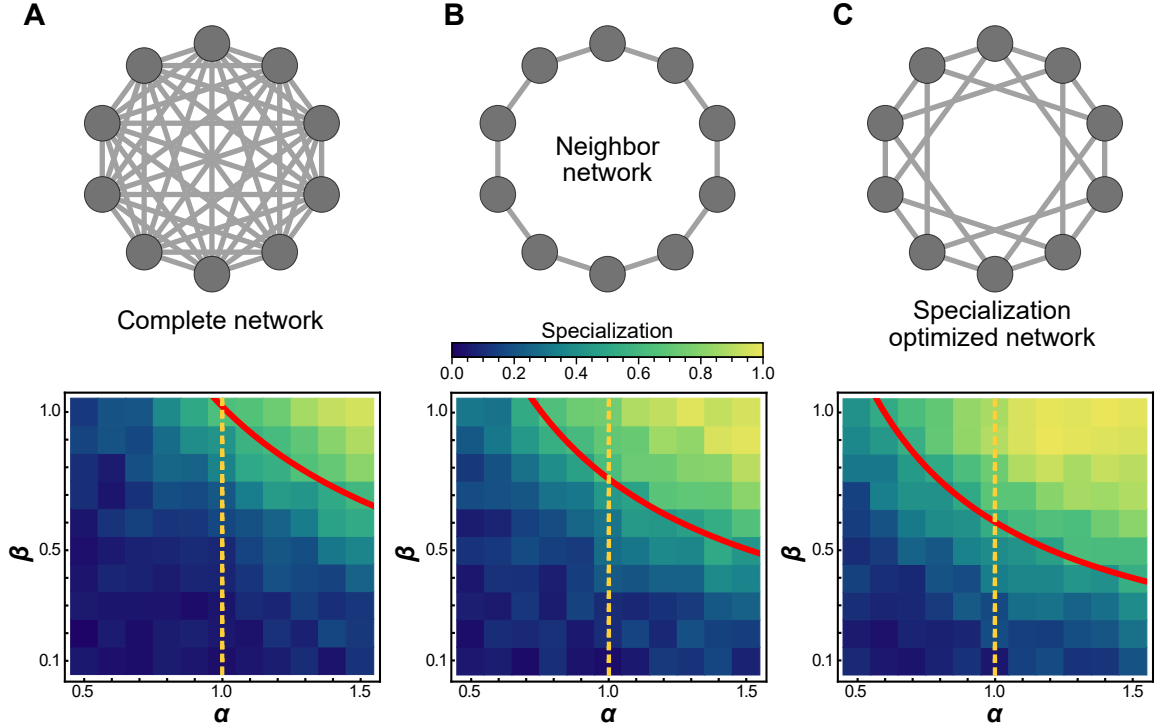 A
B
C
Neighbor
network
Complete network
Specialization
optimized network
Specialization
0.0 0.2 0.4 0.6 0.8 1.0
1.0
0.5
0.1
β
0.5 1.0 1.5
α
1.0
0.5
0.1
β
0.5 1.0 1.5
α
1.0
0.5
0.1
β
0.5 1.0 1.5
α